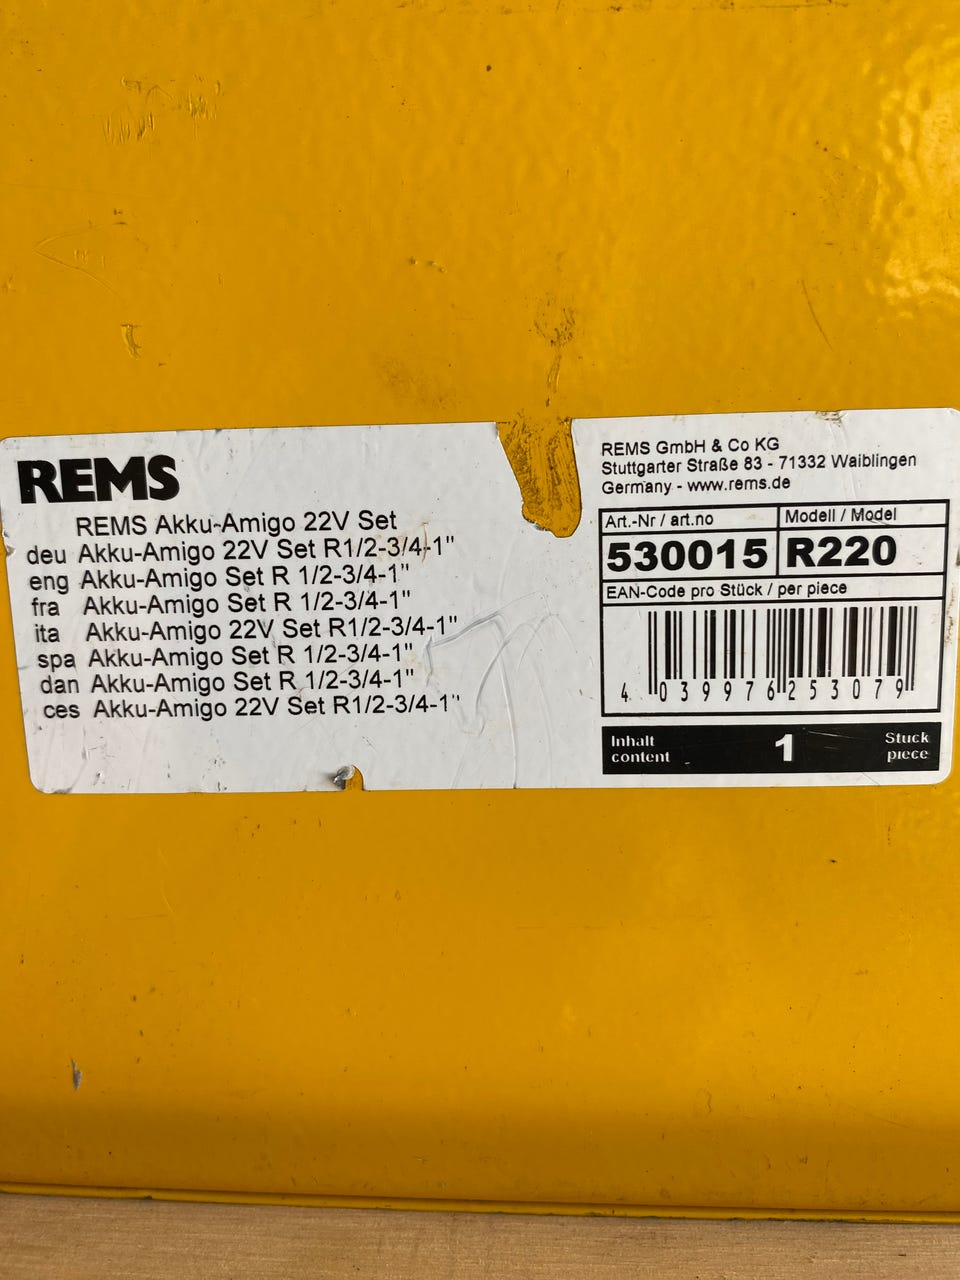 REMS
REMS Akku-Amigo 22V Set
deu Akku-Amigo 22V Set R1/2-3/4-1"
eng Akku-Amigo Set R 1/2-3/4-1"
fra Akku-Amigo Set R 1/2-3/4-1"
ita Akku-Amigo 22V Set R1/2-3/4-1"
spa Akku-Amigo Set R 1/2-3/4-1"
dan Akku-Amigo Set R 1/2-3/4-1"
ces Akku-Amigo 22V Set R1/2-3/4-1"
REMS GmbH & Co KG
Stuttgarter Straße 83 - 71332 Waiblingen
Germany - www.rems.de
Art.-Nr / art.no Modell / Model
530015 R220
EAN-Code pro Stück / per piece
4 039976 253079
Inhalt 1 Stuck
content piece